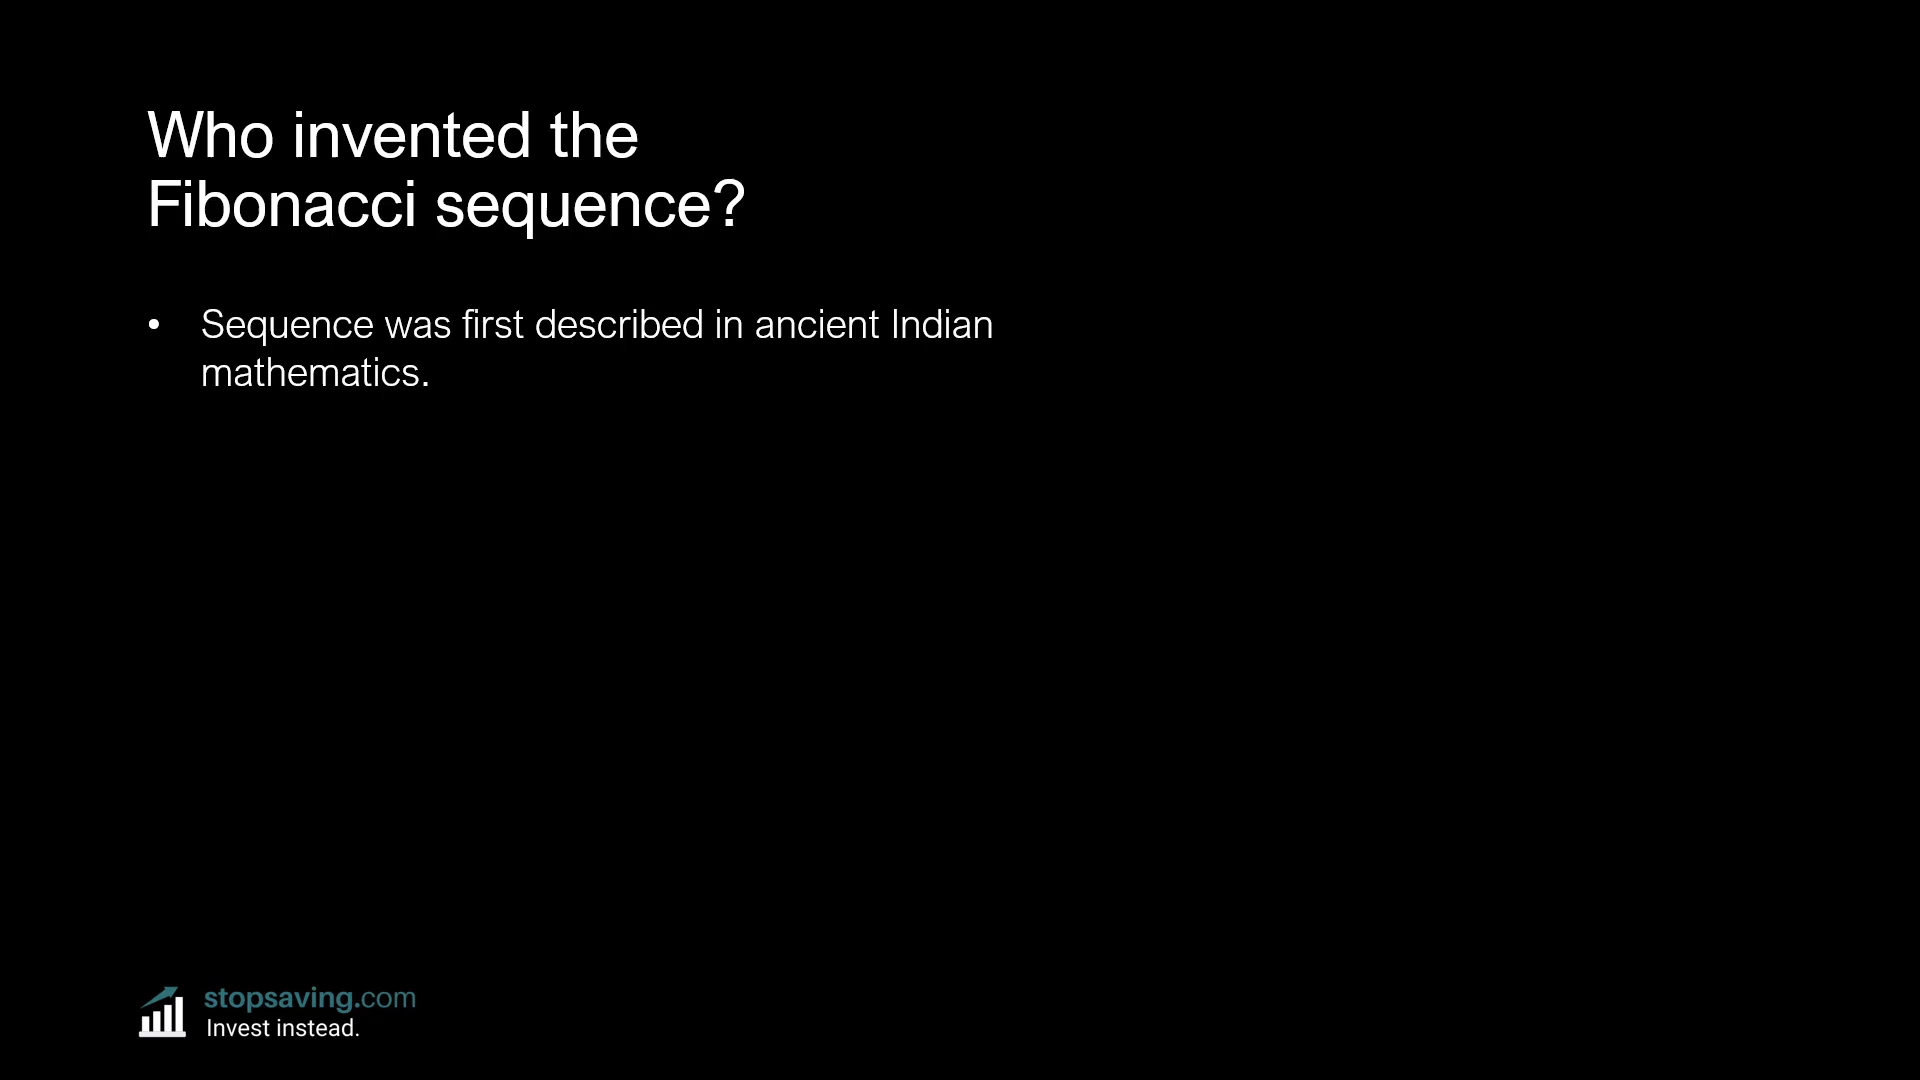 Who invented the
Fibonacci sequence?
• Sequence was first described in ancient Indian
mathematics.
stopsaving.com
Invest instead.